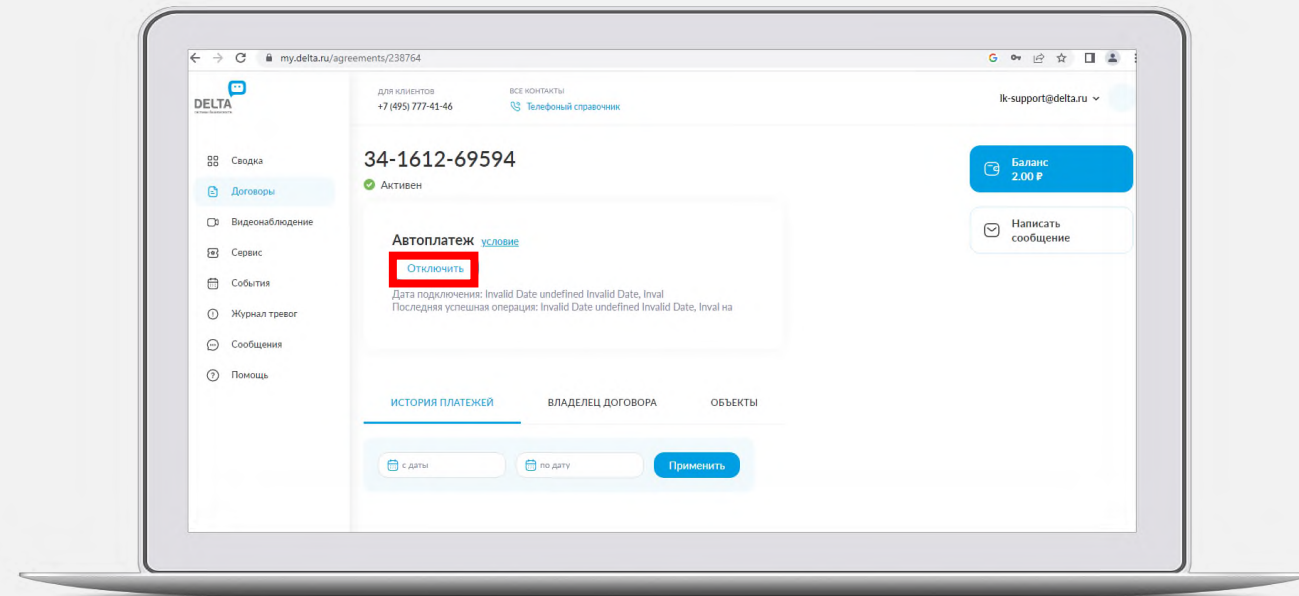 my.delta.ru/agreements/238764
DELTA
ДЛЯ КЛИЕНТОВ
+7 (495) 777-41-46
ВСЕ КОНТАКТЫ
Телефоный справочник
lk-support@delta.ru
Сводка
Договоры
Видеонаблюдение
Сервис
События
Журнал тревог
Сообщения
Помощь
34-1612-69594
Активен
Автоплатеж условие
Отключить
Дата подключения: Invalid Date undefined Invalid Date, Inval
Последняя успешная операция: Invalid Date undefined Invalid Date, Inval на
ИСТОРИЯ ПЛАТЕЖЕЙ ВЛАДЕЛЕЦ ДОГОВОРА ОБЪЕКТЫ
с даты по дату Применить
Баланс
2.00 ₽
Написать
сообщение